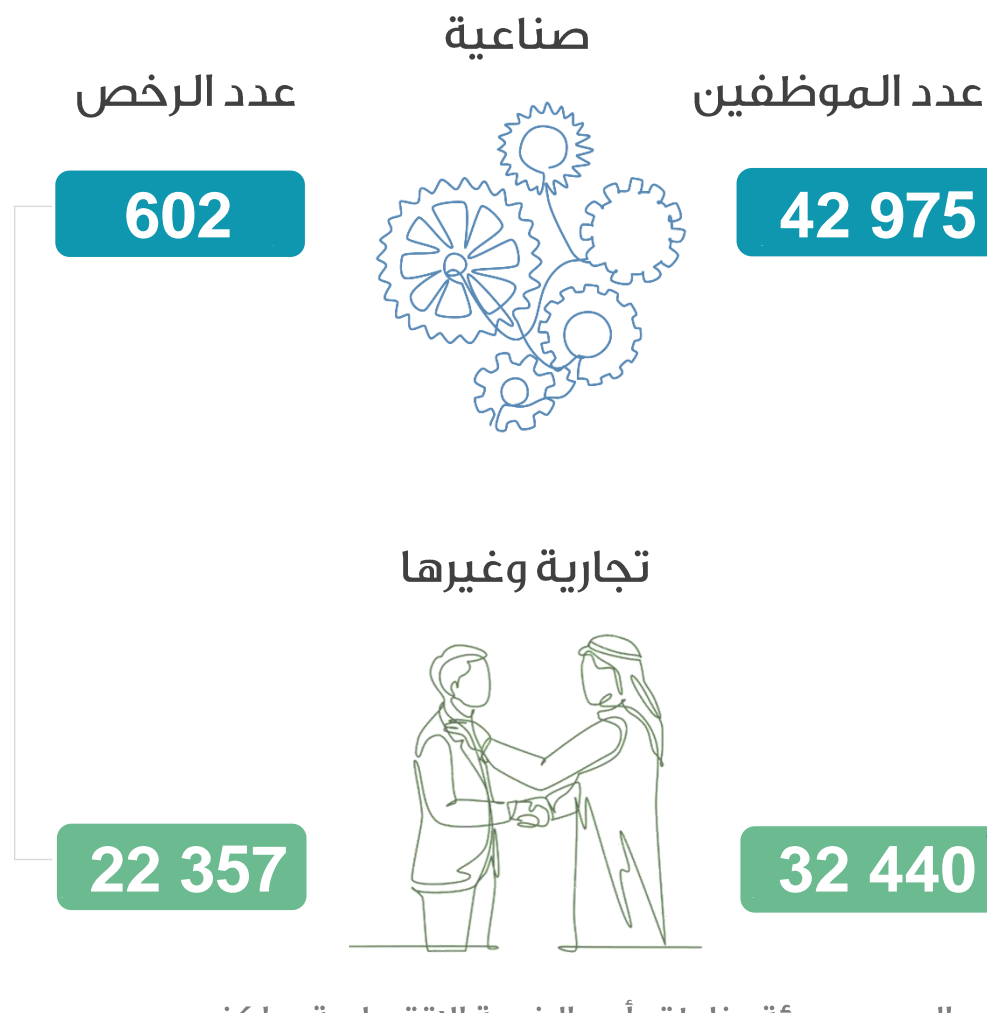 صناعية
عدد الموظفين
عدد الرخص
42 975
602
تجارية وغيرها
32 440
22 357